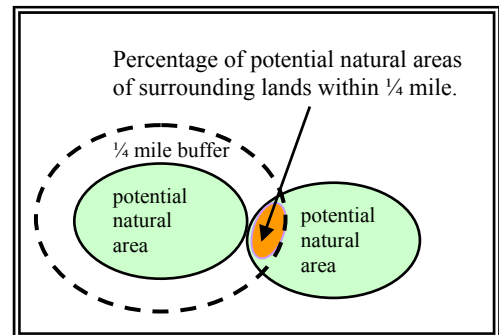 Percentage of potential natural areas
of surrounding lands within ¼ mile.
¼ mile buffer
potential
natural
area
potential
natural
area